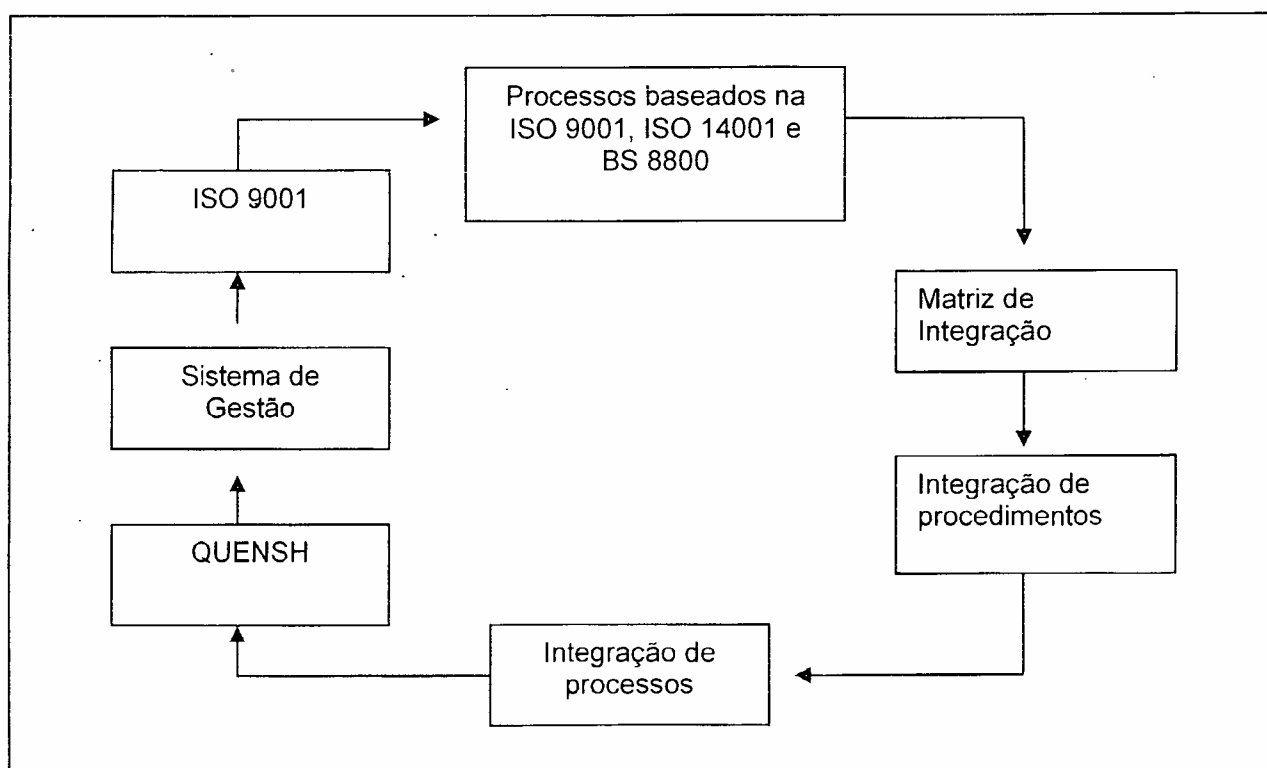 Processos baseados na
ISO 9001, ISO 14001 e
BS 8800
ISO 9001
Matriz de
Integração
Sistema de
Gestão
Integração de
procedimentos
QUENSH
Integração de
processos